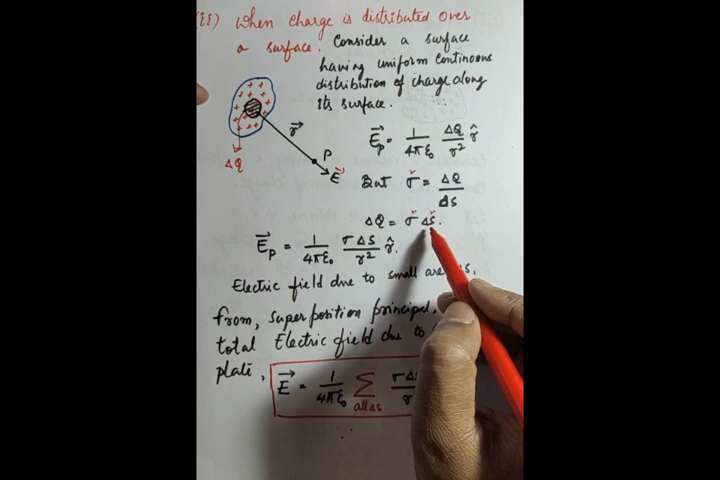 (ii) When charge is distributed over
a surface. Consider a surface
having uniform continuous
distribution of charge along
its surface.
+ + + + + + + + + + + +
ΔQ
r⃗
P
E⃗
E⃗p = 1/4πε₀ ΔQ/r² r̂
But σ = ΔQ/Δs
ΔQ = σ Δs.
E⃗p = 1/4πε₀ σΔs/r² r̂.
Electric field due to small area Δs.
from, super position principal,
total Electric field due to
plate,
E⃗ = 1/4πε₀ Σ all Δs